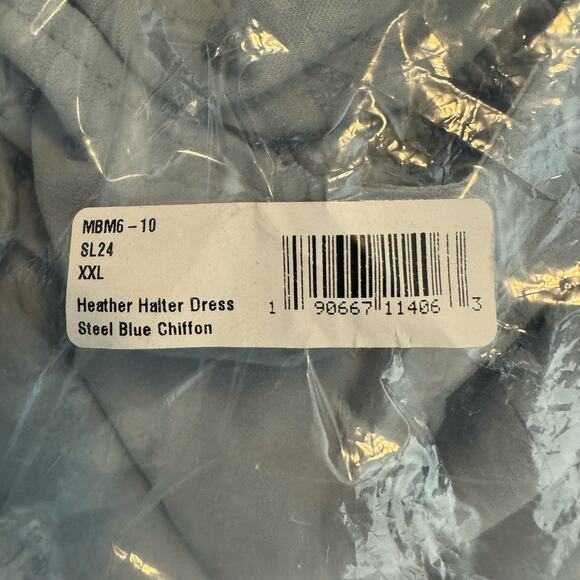 MBM6-10
SL24
XXL
Heather Halter Dress
Steel Blue Chiffon
1 90667 11406 3